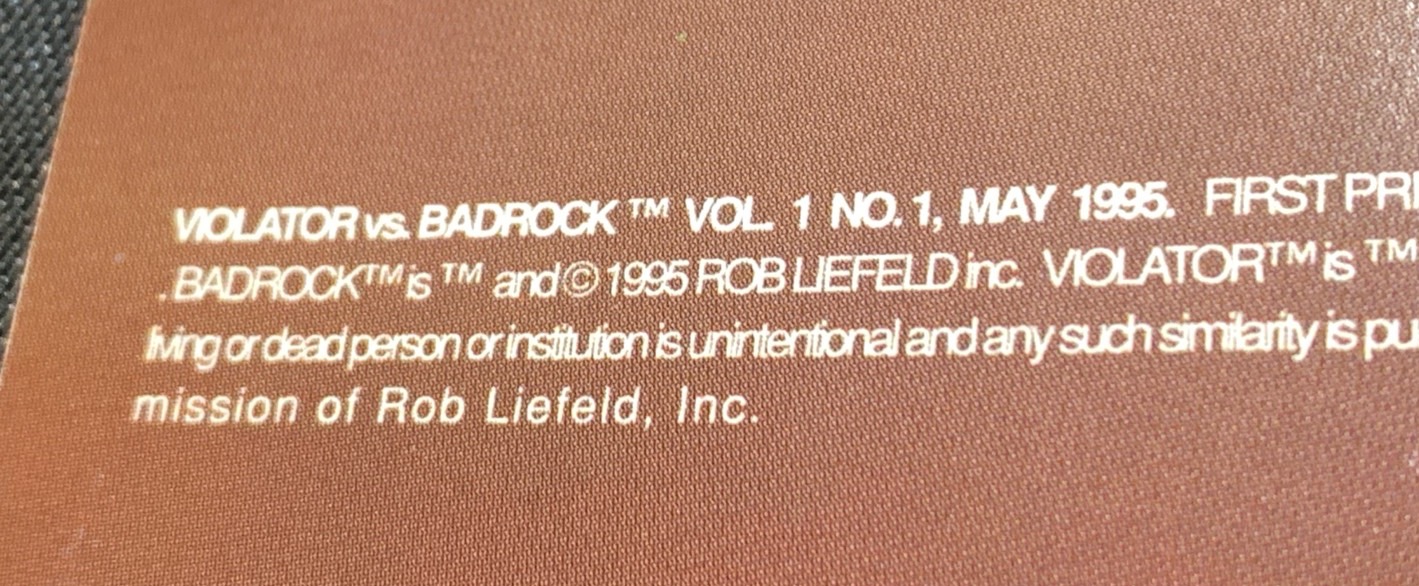 VIOLATOR vs. BADROCK™ VOL. 1 NO. 1, MAY 1995. FIRST
. BADROCK™ is ™ and © 1995 ROB LIEFELD inc. VIOLATOR™ is ™
living or dead person or institution is unintentional and any such similarity is
mission of Rob Liefeld, Inc.